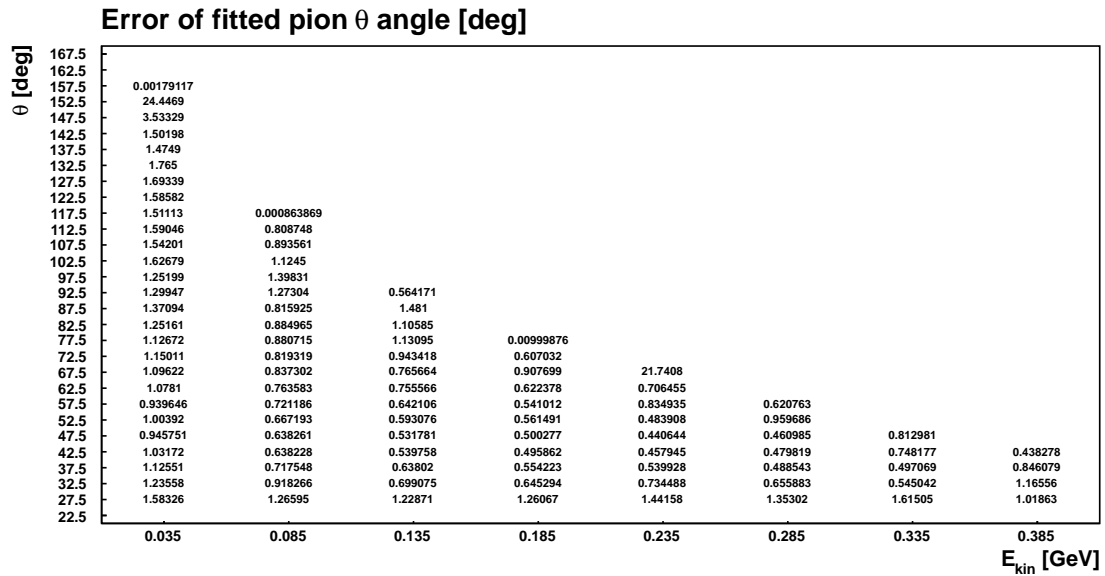 Error of fitted pion θ angle [deg]
θ [deg]
167.5
162.5
157.5 0.00179117
152.5 24.4469
147.5 3.53329
142.5 1.50198
137.5 1.4749
132.5 1.765
127.5 1.69339
122.5 1.58582
117.5 1.51113 0.000863869
112.5 1.59046 0.808748
107.5 1.54201 0.893561
102.5 1.62679 1.1245
97.5 1.25199 1.39831
92.5 1.29947 1.27304 0.564171
87.5 1.37094 0.815925 1.481
82.5 1.25161 0.884965 1.10585
77.5 1.12672 0.880715 1.13095 0.00999876
72.5 1.15011 0.819319 0.943418 0.607032
67.5 1.09622 0.837302 0.765664 0.907699 21.7408
62.5 1.0781 0.763583 0.755566 0.622378 0.706455
57.5 0.939646 0.721186 0.642106 0.541012 0.834935 0.620763
52.5 1.00392 0.667193 0.593076 0.561491 0.483908 0.959686
47.5 0.945751 0.638261 0.531781 0.500277 0.440644 0.460985 0.812981
42.5 1.03172 0.638228 0.539758 0.495862 0.457945 0.479819 0.748177 0.438278
37.5 1.12551 0.717548 0.63802 0.554223 0.539928 0.488543 0.497069 0.846079
32.5 1.23558 0.918266 0.699075 0.645294 0.734488 0.655883 0.545042 1.16556
27.5 1.58326 1.26595 1.22871 1.26067 1.44158 1.35302 1.61505 1.01863
22.5
0.035 0.085 0.135 0.185 0.235 0.285 0.335 0.385
E_kin [GeV]